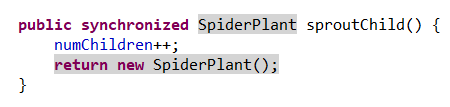 public synchronized SpiderPlant sproutChild() {
    numChildren++;
    return new SpiderPlant();
}